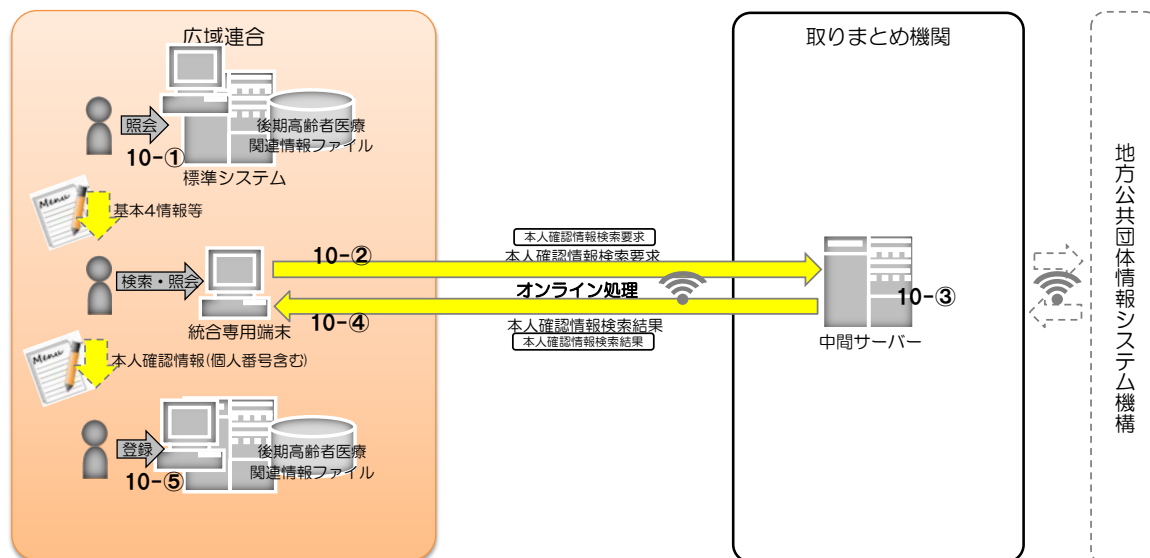 広域連合
照会
10-①
後期高齢者医療
関連情報ファイル
標準システム
Menu
基本4情報等
検索・照会
統合専用端末
10-②
本人確認情報検索要求
本人確認情報検索要求
オンライン処理
10-④
本人確認情報検索結果
本人確認情報検索結果
Menu
本人確認情報(個人番号含む)
登録
10-⑤
後期高齢者医療
関連情報ファイル
取りまとめ機関
10-③
中間サーバー
地方公共団体情報システム機構